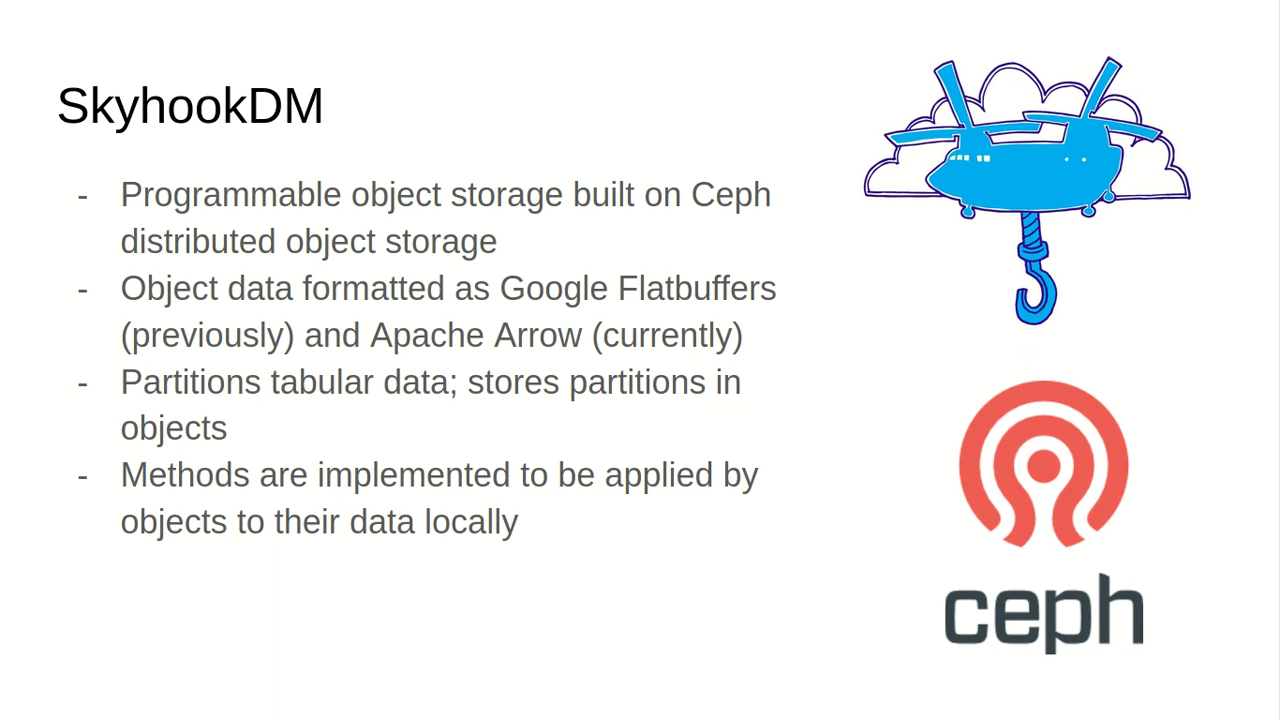 SkyhookDM
- Programmable object storage built on Ceph
distributed object storage
- Object data formatted as Google Flatbuffers
(previously) and Apache Arrow (currently)
- Partitions tabular data; stores partitions in
objects
- Methods are implemented to be applied by
objects to their data locally
ceph